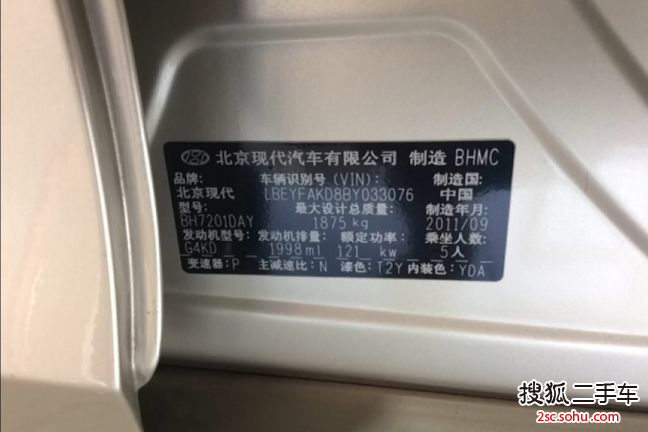 北京现代汽车有限公司 制造 BHMC
品牌: 车辆识别号(VIN): 制造国:
北京现代 LBEYFAKD8BY033076 中国
型号: 最大设计总质量: 制造年月:
BH7201DAY 1875kg 2011/09
发动机型号: 发动机排量: 额定功率: 乘坐人数:
G4KD 1998ml 121 kw 5人
变速器:P 主减速比:N 漆色:T2Y 内装色:YDA
搜狐二手车
2sc.sohu.com